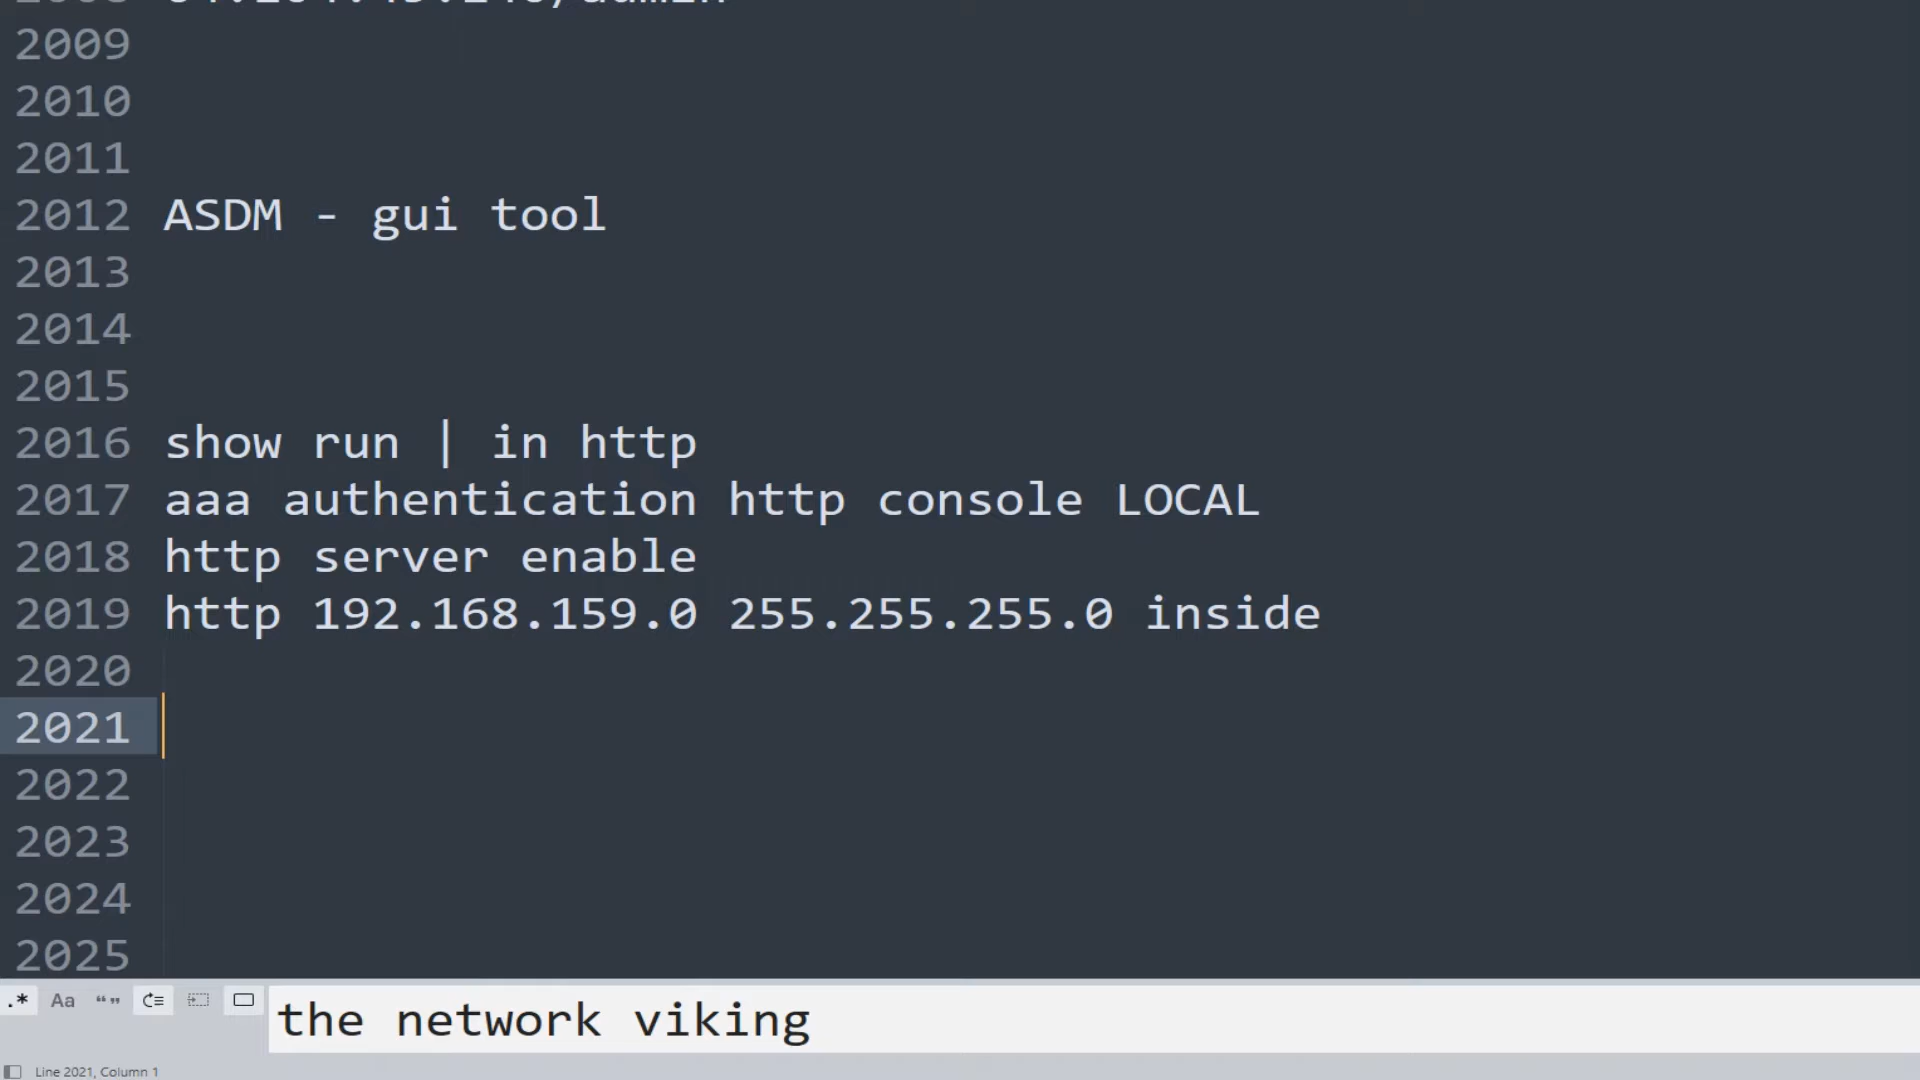 2009
2010
2011
2012 ASDM - gui tool
2013
2014
2015
2016 show run | in http
2017 aaa authentication http console LOCAL
2018 http server enable
2019 http 192.168.159.0 255.255.255.0 inside
2020
2021
2022
2023
2024
2025
.* Aa “” the network viking
Line 2021, Column 1